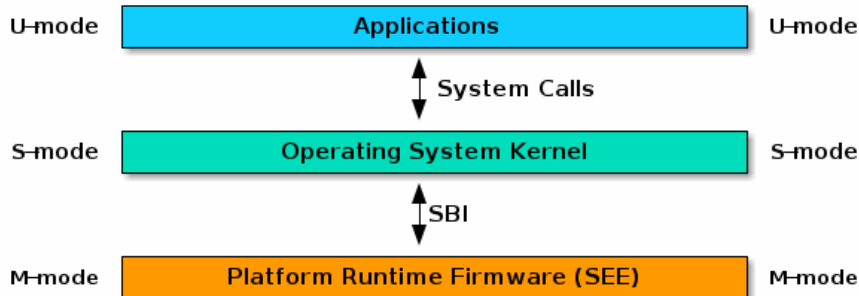 U-mode Applications U-mode
System Calls
S-mode Operating System Kernel S-mode
SBI
M-mode Platform Runtime Firmware (SEE) M-mode